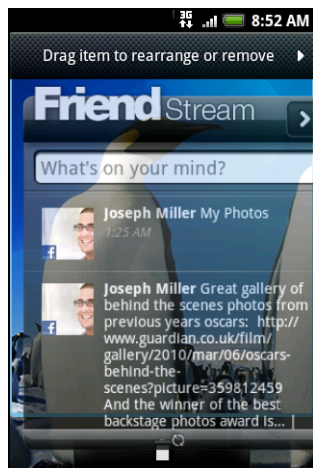 3G 8:52 AM
Drag item to rearrange or remove
Friend Stream
What's on your mind?
Joseph Miller My Photos
1:25 AM
Joseph Miller Great gallery of
behind the scenes photos from
previous years oscars: http://
www.guardian.co.uk/film/
gallery/2010/mar/06/oscars-
behind-the-
scenes?picture=359812459
And the winner of the best
backstage photos award is... |